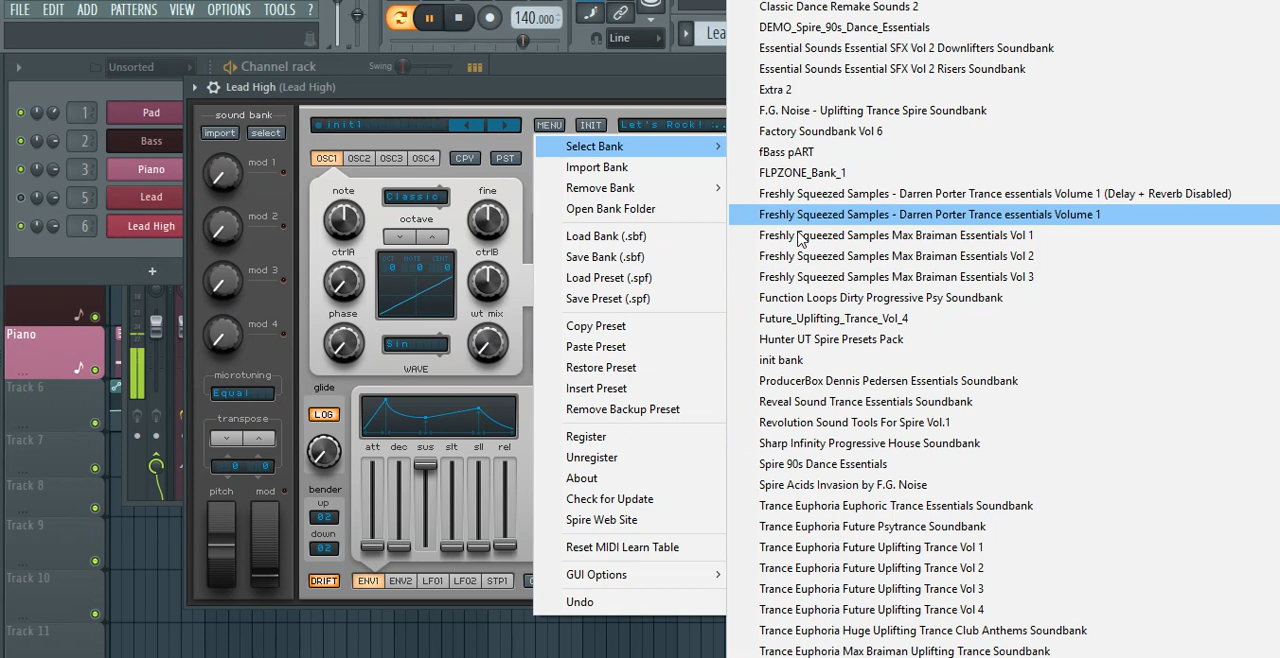 FILE EDIT ADD PATTERNS VIEW OPTIONS TOOLS ?
140.000
Line
Lea
Unsorted
Channel rack
Swing
Lead High (Lead High)
1 Pad
2 Bass
3 Piano
5 Lead
6 Lead High
+
Piano
Track 6
Track 7
Track 8
Track 9
Track 10
Track 11
sound bank
import select
mod 1
mod 2
mod 3
mod 4
microtuning
Equal
transpose
0 0
pitch mod
init1
MENU INIT Let's Rock! :..
OSC1 OSC2 OSC3 OSC4 CPY PST
note Classic fine
octave
ctrlA ctrlB
OCT NOTE CENT
0 0 0
phase wt mix
Sin
WAVE
glide
LOG
bender
up
02
down
02
DRIFT
att dec sus slt sll rel
ENV1 ENV2 LFO1 LFO2 STP1
Select Bank
Import Bank
Remove Bank
Open Bank Folder
Load Bank (.sbf)
Save Bank (.sbf)
Load Preset (.spf)
Save Preset (.spf)
Copy Preset
Paste Preset
Restore Preset
Insert Preset
Remove Backup Preset
Register
Unregister
About
Check for Update
Spire Web Site
Reset MIDI Learn Table
GUI Options
Undo
Classic Dance Remake Sounds 2
DEMO_Spire_90s_Dance_Essentials
Essential Sounds Essential SFX Vol 2 Downlifters Soundbank
Essential Sounds Essential SFX Vol 2 Risers Soundbank
Extra 2
F.G. Noise - Uplifting Trance Spire Soundbank
Factory Soundbank Vol 6
fBass pART
FLPZONE_Bank_1
Freshly Squeezed Samples - Darren Porter Trance essentials Volume 1 (Delay + Reverb Disabled)
Freshly Squeezed Samples - Darren Porter Trance essentials Volume 1
Freshly Squeezed Samples Max Braiman Essentials Vol 1
Freshly Squeezed Samples Max Braiman Essentials Vol 2
Freshly Squeezed Samples Max Braiman Essentials Vol 3
Function Loops Dirty Progressive Psy Soundbank
Future_Uplifting_Trance_Vol_4
Hunter UT Spire Presets Pack
init bank
ProducerBox Dennis Pedersen Essentials Soundbank
Reveal Sound Trance Essentials Soundbank
Revolution Sound Tools For Spire Vol.1
Sharp Infinity Progressive House Soundbank
Spire 90s Dance Essentials
Spire Acids Invasion by F.G. Noise
Trance Euphoria Euphoric Trance Essentials Soundbank
Trance Euphoria Future Psytrance Soundbank
Trance Euphoria Future Uplifting Trance Vol 1
Trance Euphoria Future Uplifting Trance Vol 2
Trance Euphoria Future Uplifting Trance Vol 3
Trance Euphoria Future Uplifting Trance Vol 4
Trance Euphoria Huge Uplifting Trance Club Anthems Soundbank
Trance Euphoria Max Braiman Uplifting Trance Soundbank